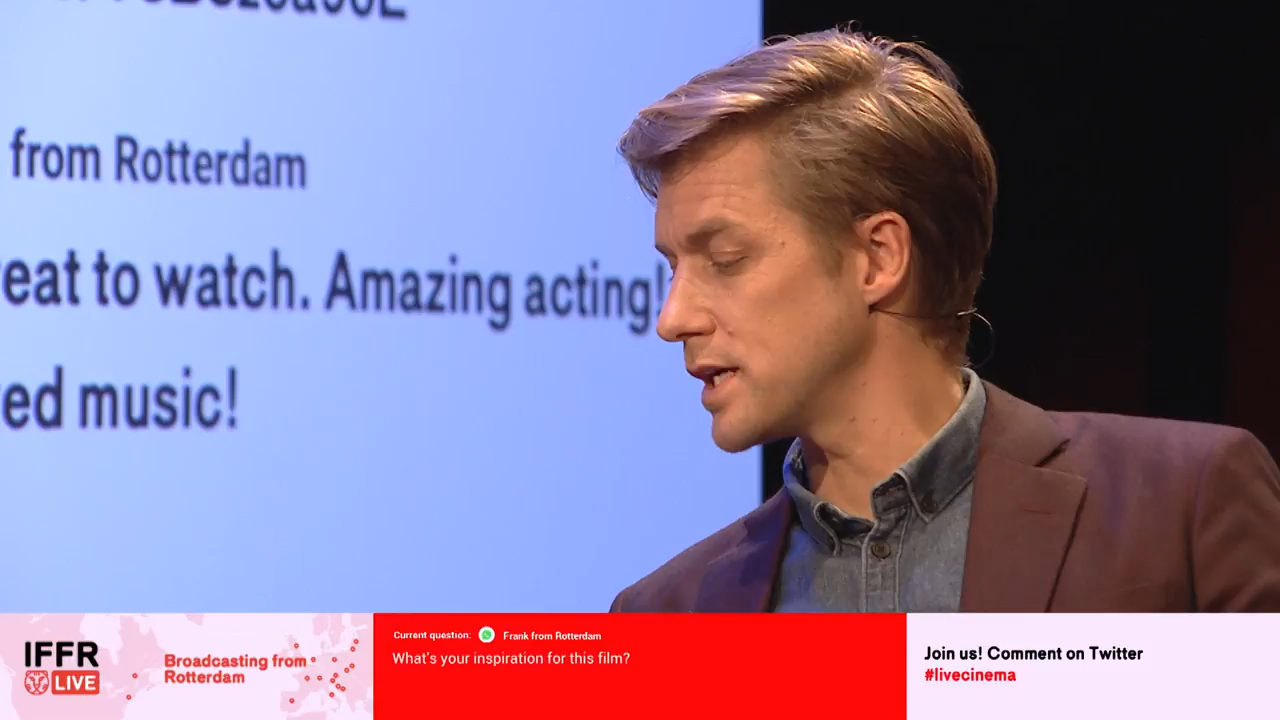 from Rotterdam
eat to watch. Amazing acting!
ed music!
IFFR
LIVE
Broadcasting from
Rotterdam
Current question: Frank from Rotterdam
What's your inspiration for this film?
Join us! Comment on Twitter
#livecinema